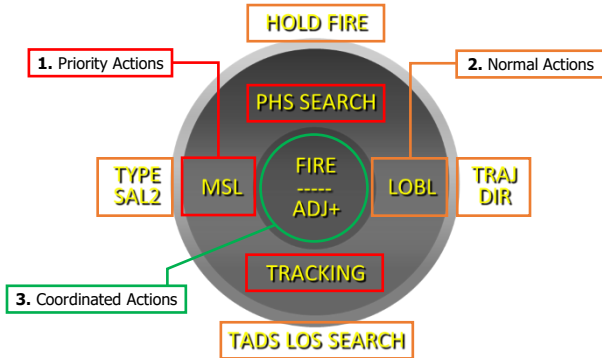 HOLD FIRE
1. Priority Actions
2. Normal Actions
PHS SEARCH
TYPE
SAL2
MSL
FIRE
-----
ADJ+
LOBL
TRAJ
DIR
TRACKING
3. Coordinated Actions
TADS LOS SEARCH